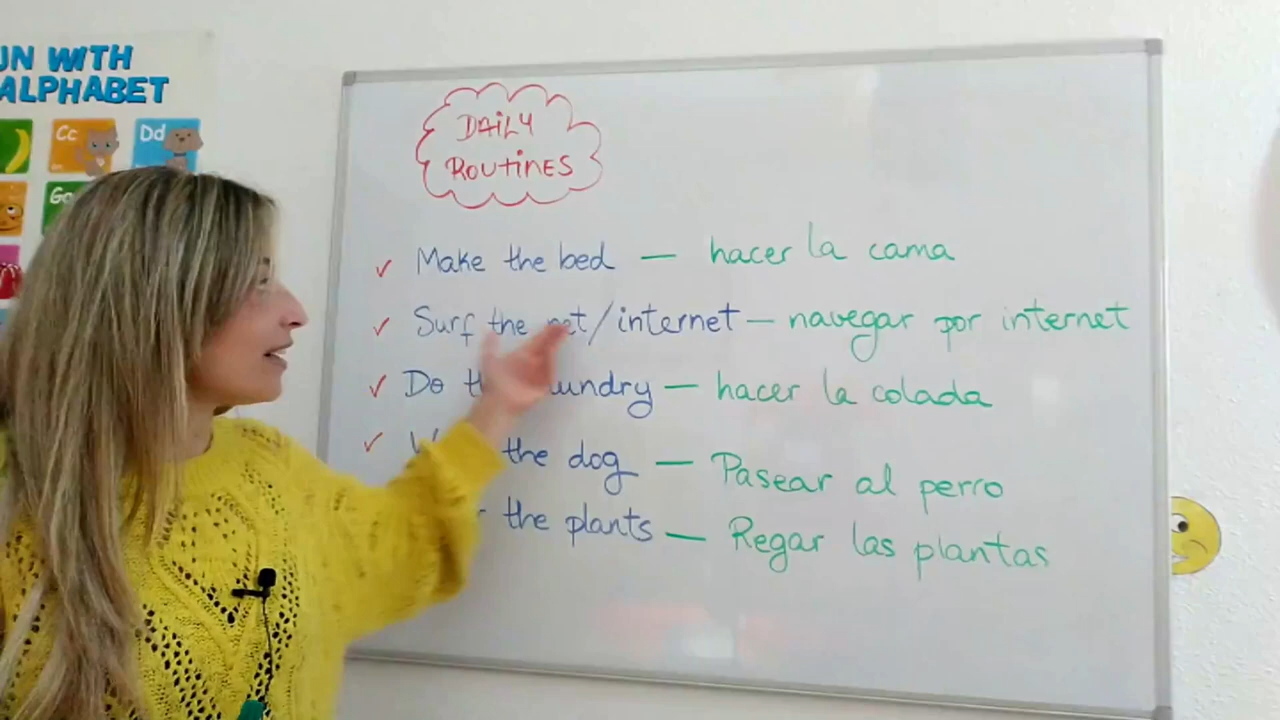 UN WITH
ALPHABET
Cc
Dd
DAiLY
ROUTiNES
Make the bed — hacer la cama
Surf the net/internet — navegar por internet
Do laundry — hacer la colada
the dog — Pasear al perro
the plants — Regar las plantas